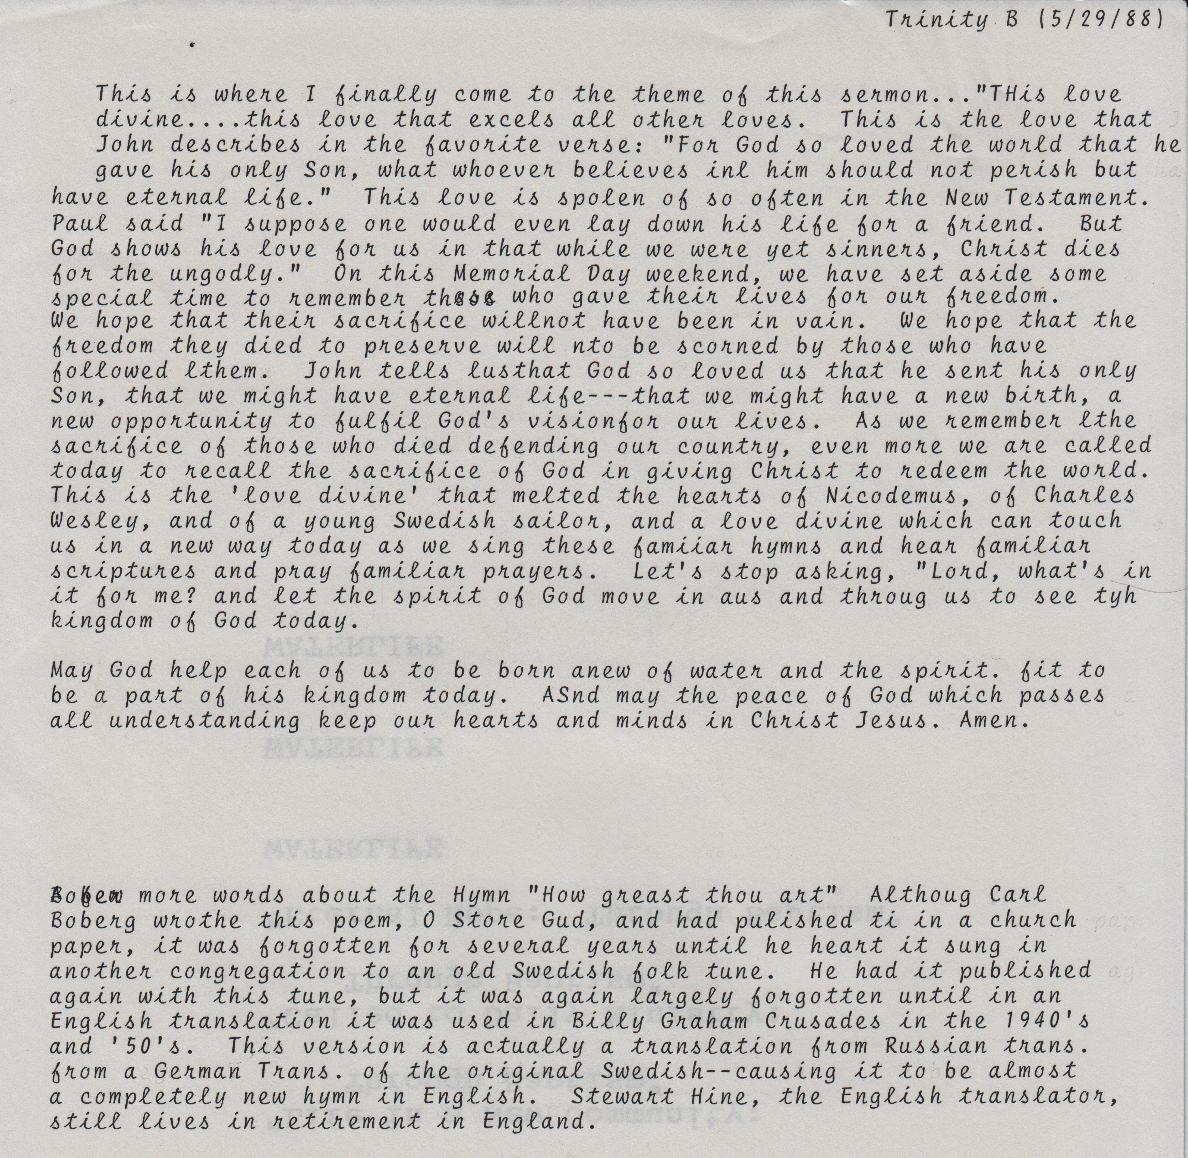 Trinity B (5/29/88)
This is where I finally come to the theme of this sermon..."THis love
divine....this love that excels all other loves.  This is the love that
John describes in the favorite verse: "For God so loved the world that he
gave his only Son, what whoever believes inl him should not perish but
have eternal life."  This love is spolen of so often in the New Testament.
Paul said "I suppose one would even lay down his life for a friend.  But
God shows his love for us in that while we were yet sinners, Christ dies
for the ungodly."  On this Memorial Day weekend, we have set aside some
special time to remember those who gave their lives for our freedom.
We hope that their sacrifice willnot have been in vain.  We hope that the
freedom they died to preserve will nto be scorned by those who have
followed lthem.  John tells lusthat God so loved us that he sent his only
Son, that we might have eternal life---that we might have a new birth, a
new opportunity to fulfil God's visionfor our lives.  As we remember lthe
sacrifice of those who died defending our country, even more we are called
today to recall the sacrifice of God in giving Christ to redeem the world.
This is the 'love divine' that melted the hearts of Nicodemus, of Charles
Wesley, and of a young Swedish sailor, and a love divine which can touch
us in a new way today as we sing these famiiar hymns and hear familiar
scriptures and pray familiar prayers.  Let's stop asking, "Lord, what's in
it for me? and let the spirit of God move in aus and throug us to see tyh
kingdom of God today.
May God help each of us to be born anew of water and the spirit. fit to
be a part of his kingdom today.  ASnd may the peace of God which passes
all understanding keep our hearts and minds in Christ Jesus. Amen.
few more words about the Hymn "How greast thou art"  Althoug Carl
Boberg wrothe this poem, O Store Gud, and had pulished ti in a church
paper, it was forgotten for several years until he heart it sung in
another congregation to an old Swedish folk tune.  He had it published
again with this tune, but it was again largely forgotten until in an
English translation it was used in Billy Graham Crusades in the 1940's
and '50's.  This version is actually a translation from Russian trans.
from a German Trans. of the original Swedish--causing it to be almost
a completely new hymn in English.  Stewart Hine, the English translator,
still lives in retirement in England.